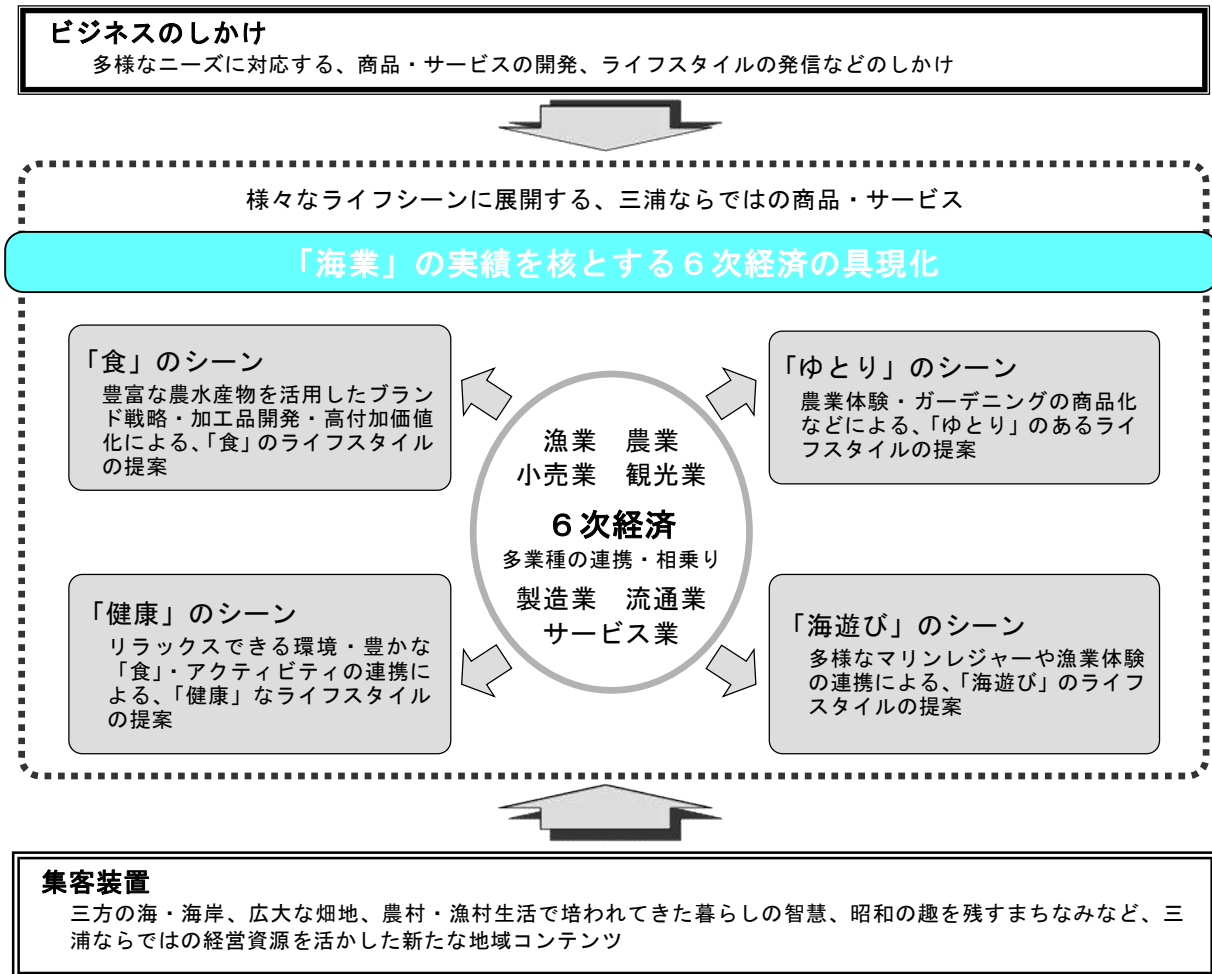 ビジネスのしかけ
多様なニーズに対応する、商品・サービスの開発、ライフスタイルの発信などのしかけ
様々なライフシーンに展開する、三浦ならではの商品・サービス
「海業」の実績を核とする6次経済の具現化
「食」のシーン
豊富な農水産物を活用したブラン
ド戦略・加工品開発・高付加価値
化による、「食」のライフスタイル
の提案
「ゆとり」のシーン
農業体験・ガーデニングの商品化
などによる、「ゆとり」のあるライ
フスタイルの提案
漁業 農業
小売業 観光業
6次経済
多業種の連携・相乗り
製造業 流通業
サービス業
「健康」のシーン
リラックスできる環境・豊かな
「食」・アクティビティの連携に
よる、「健康」なライフスタイル
の提案
「海遊び」のシーン
多様なマリンレジャーや漁業体験
の連携による、「海遊び」のライフ
スタイルの提案
集客装置
三方の海・海岸、広大な畑地、農村・漁村生活で培われてきた暮らしの智慧、昭和の趣を残すまちなみなど、三
浦ならではの経営資源を活かした新たな地域コンテンツ